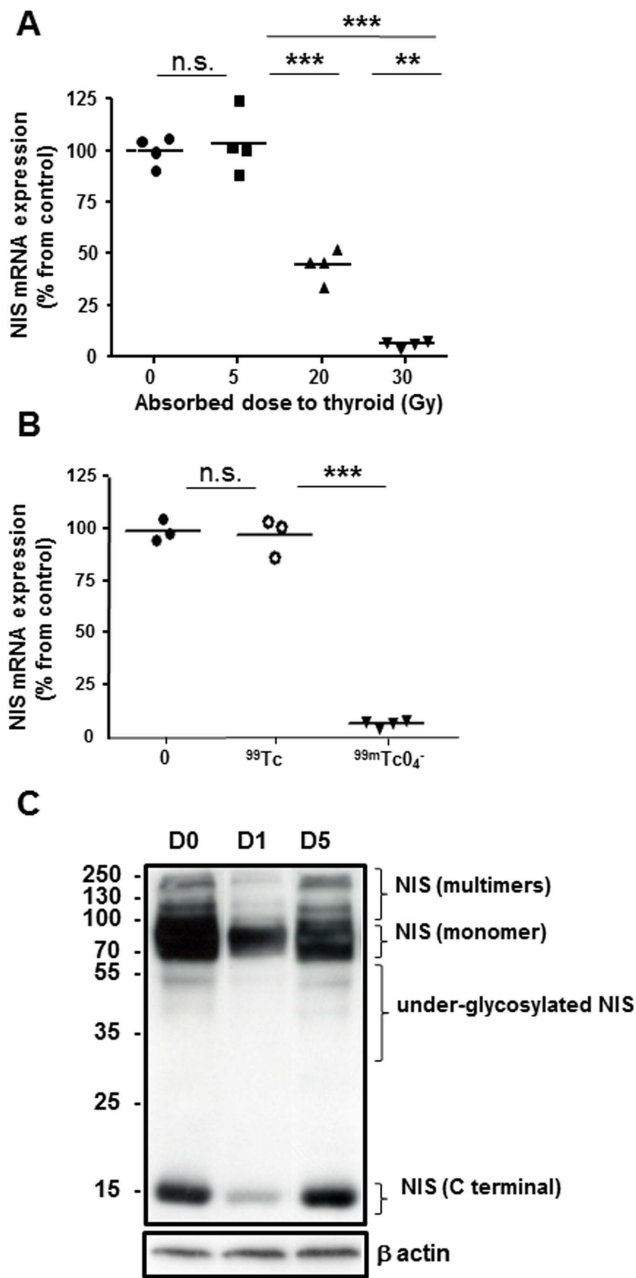 A
***
n.s. *** **
125
100
75
50
25
0
NIS mRNA expression
(% from control)
0 5 20 30
Absorbed dose to thyroid (Gy)
B
n.s. ***
125
100
75
50
25
0
NIS mRNA expression
(% from control)
0 ⁹⁹Tc ⁹⁹ᵐTc0₄⁻
C
D0 D1 D5
250 -
130 -
100 -
70 -
55 -
35 -
25 -
15 -
NIS (multimers)
NIS (monomer)
under-glycosylated NIS
NIS (C terminal)
β actin